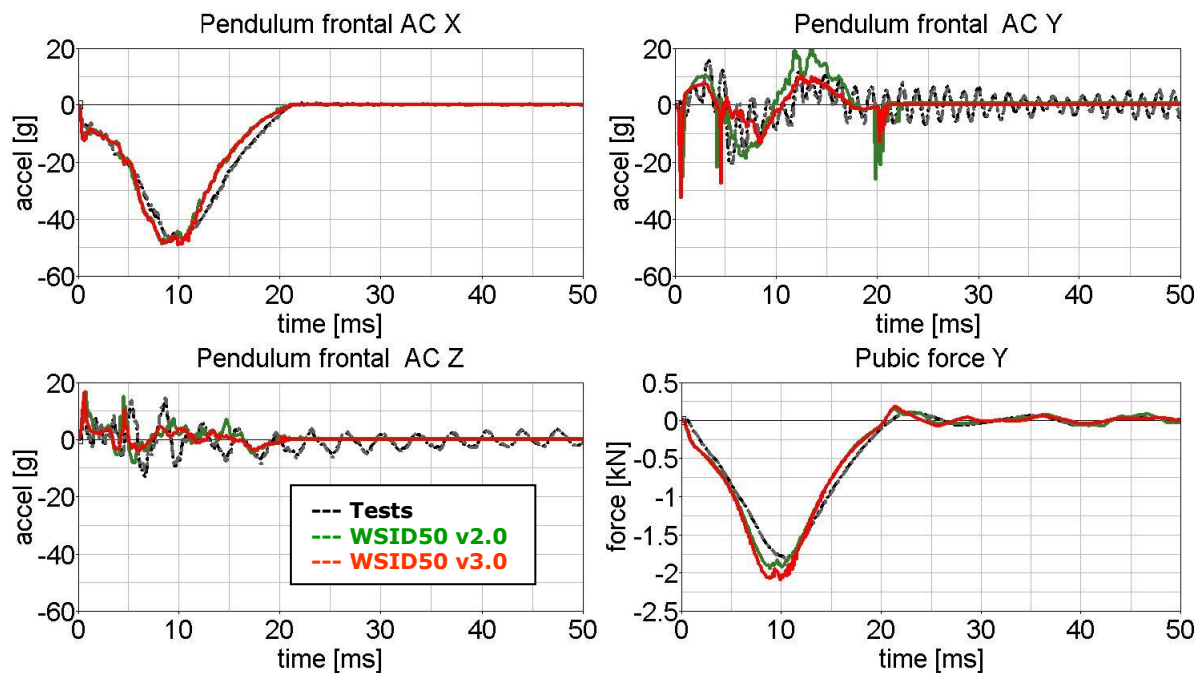 Pendulum frontal AC X
20
0
-20
-40
-60
accel [g]
0 10 20 30 40 50
time [ms]
Pendulum frontal  AC Y
20
0
-20
-40
-60
accel [g]
0 10 20 30 40 50
time [ms]
Pendulum frontal  AC Z
20
0
-20
-40
-60
accel [g]
0 10 20 30 40 50
time [ms]
Tests
WSID50 v2.0
WSID50 v3.0
Pubic force Y
0.5
0
-0.5
-1
-1.5
-2
-2.5
force [kN]
0 10 20 30 40 50
time [ms]